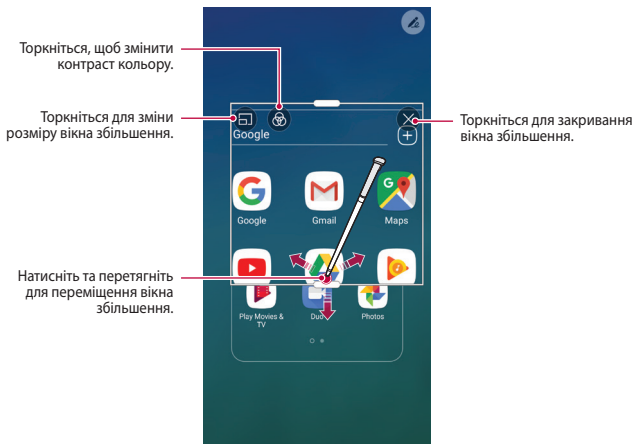 Торкніться, щоб змінити
контраст кольору.
Торкніться для зміни
розміру вікна збільшення.
Торкніться для закривання
вікна збільшення.
Google
Google
Gmail
Maps
Натисніть та перетягніть
для переміщення вікна
збільшення.
Play Movies &
TV
Duo
Photos